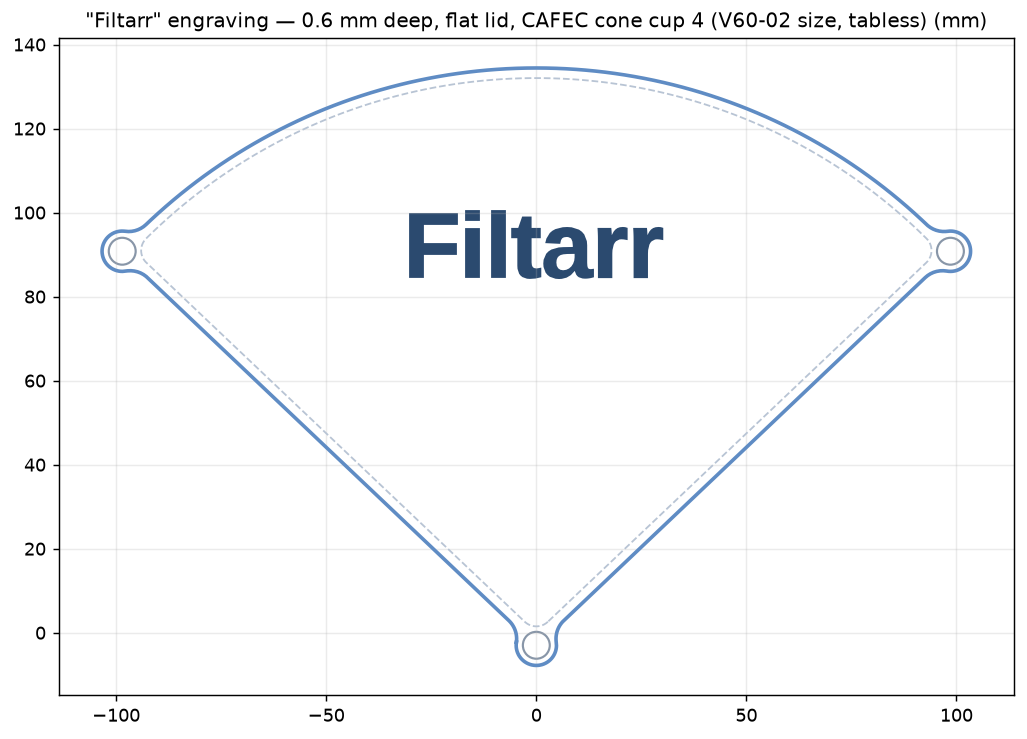 "Filtarr" engraving — 0.6 mm deep, flat lid, CAFEC cone cup 4 (V60-02 size, tabless) (mm)
140
120
100
Filtarr
80
60
40
20
0
−100 −50 0 50 100